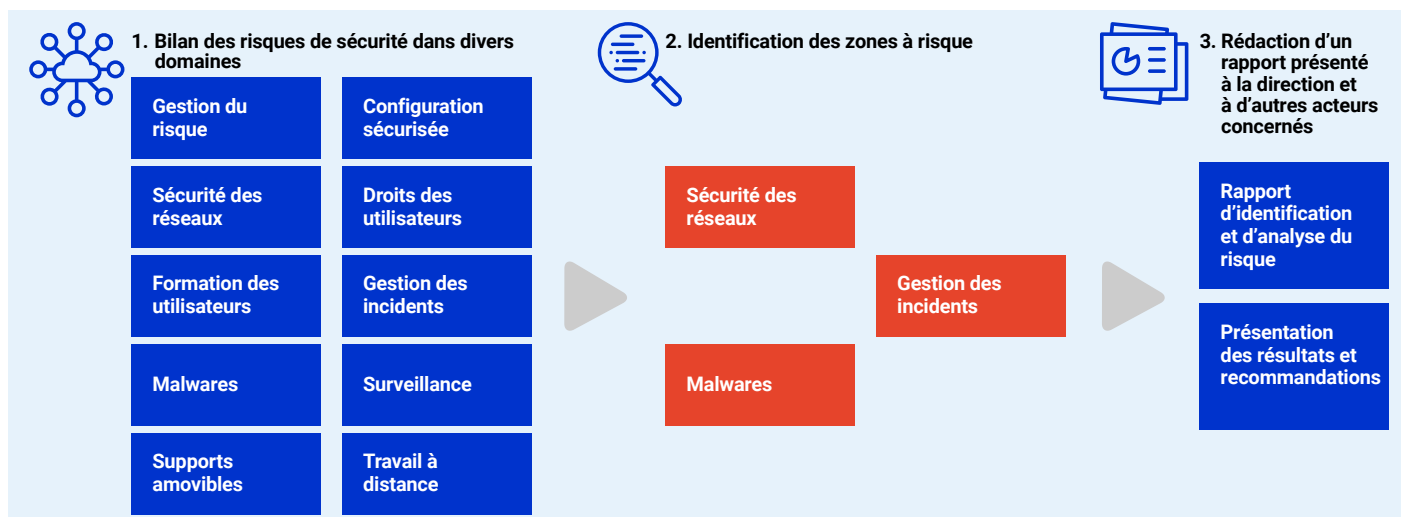 1. Bilan des risques de sécurité dans divers
domaines
Gestion du
risque
Configuration
sécurisée
Sécurité des
réseaux
Droits des
utilisateurs
Formation des
utilisateurs
Gestion des
incidents
Malwares
Surveillance
Supports
amovibles
Travail à
distance
2. Identification des zones à risque
Sécurité des
réseaux
Gestion des
incidents
Malwares
3. Rédaction d’un
rapport présenté
à la direction et
à d’autres acteurs
concernés
Rapport
d’identification
et d’analyse du
risque
Présentation
des résultats et
recommandations